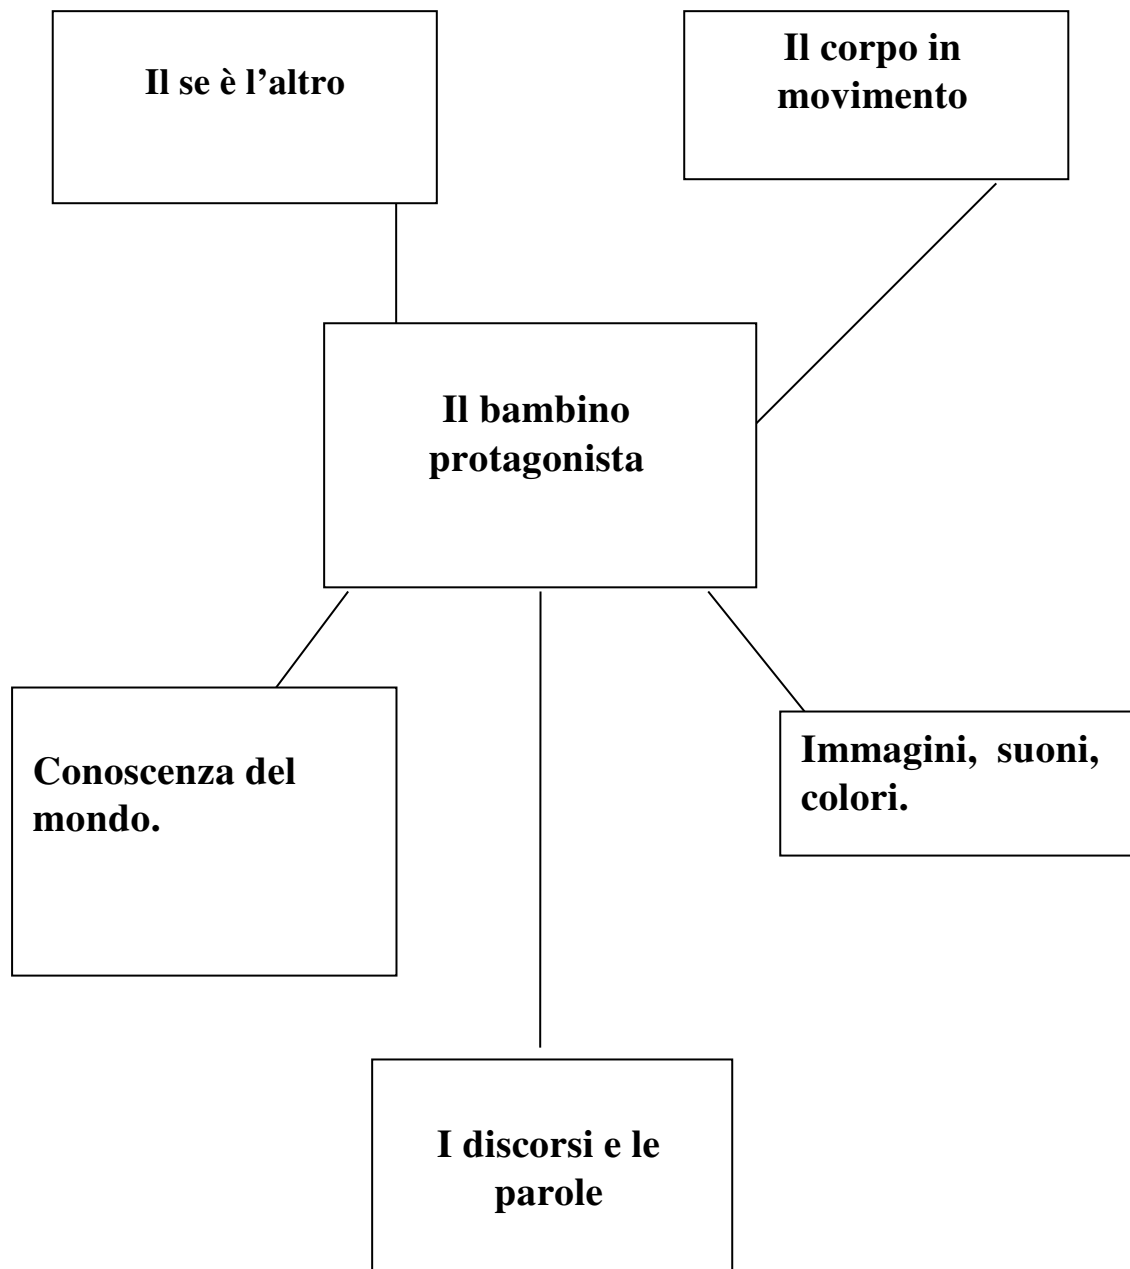 Il se è l’altro
Il corpo in
movimento
Il bambino
protagonista
Conoscenza del
mondo.
Immagini, suoni,
colori.
I discorsi e le
parole